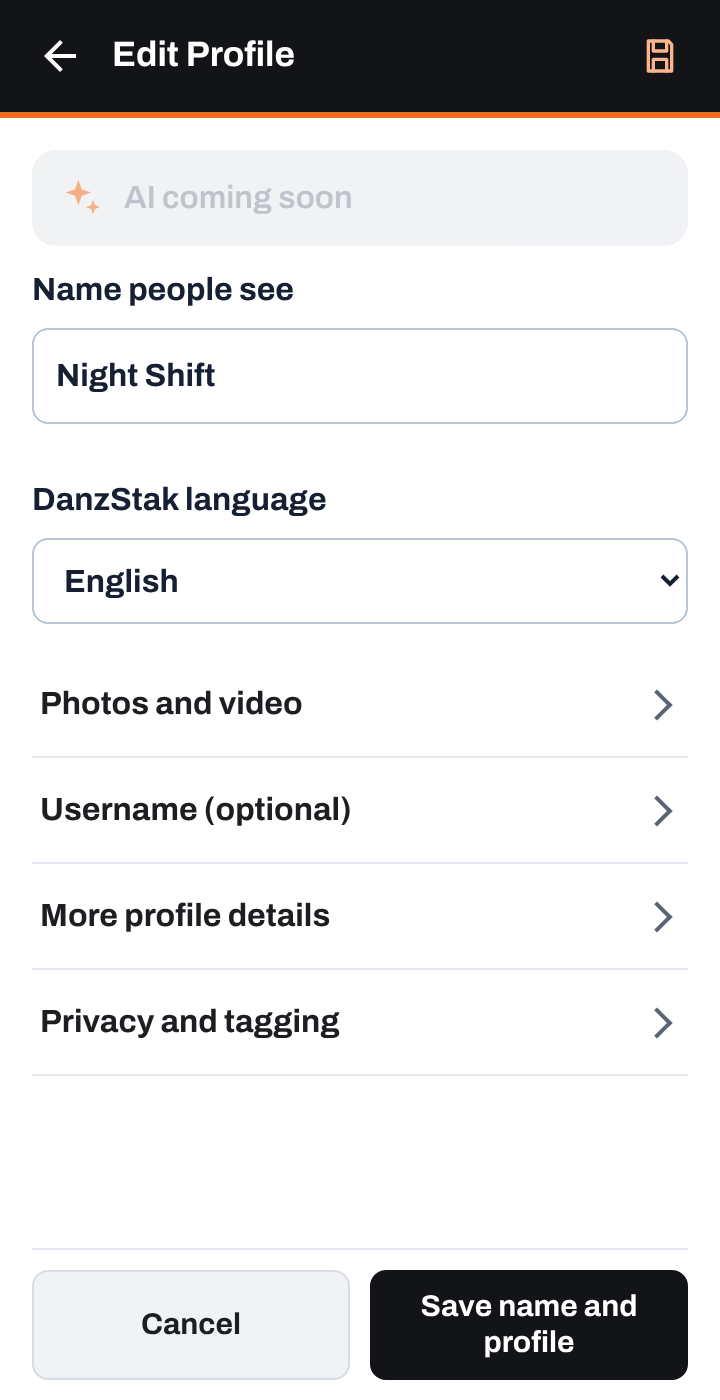 Edit Profile
AI coming soon
Name people see
Night Shift
DanzStak language
English
Photos and video
Username (optional)
More profile details
Privacy and tagging
Cancel
Save name and
profile